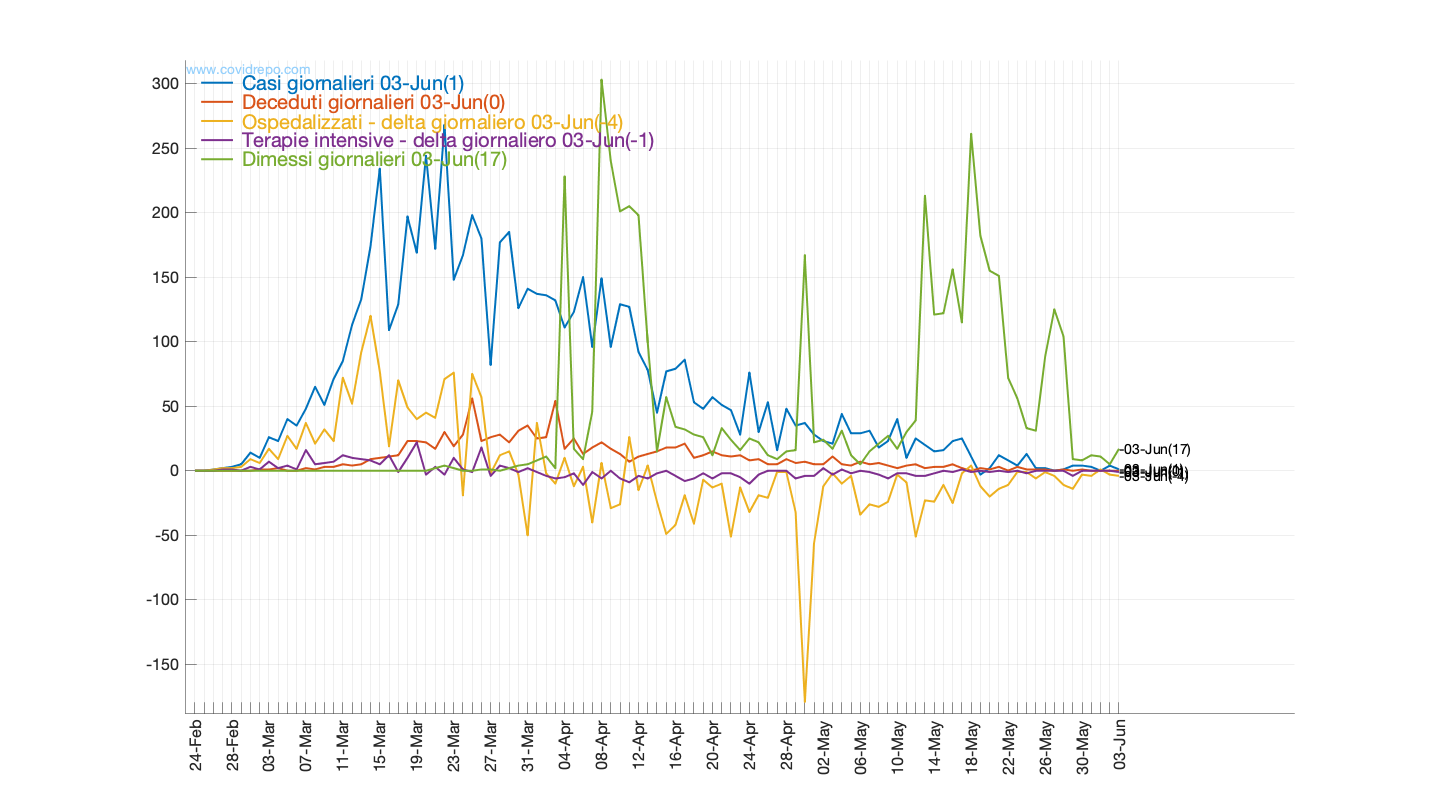 www.covidrepo.com
Casi giornalieri 03-Jun(1)
Deceduti giornalieri 03-Jun(0)
Ospedalizzati - delta giornaliero 03-Jun(-4)
Terapie intensive - delta giornaliero 03-Jun(-1)
Dimessi giornalieri 03-Jun(17)
300
250
200
150
100
50
0
-50
-100
-150
03-Jun(17)
03-Jun(-4)
24-Feb
28-Feb
03-Mar
07-Mar
11-Mar
15-Mar
19-Mar
23-Mar
27-Mar
31-Mar
04-Apr
08-Apr
12-Apr
16-Apr
20-Apr
24-Apr
28-Apr
02-May
06-May
10-May
14-May
18-May
22-May
26-May
30-May
03-Jun